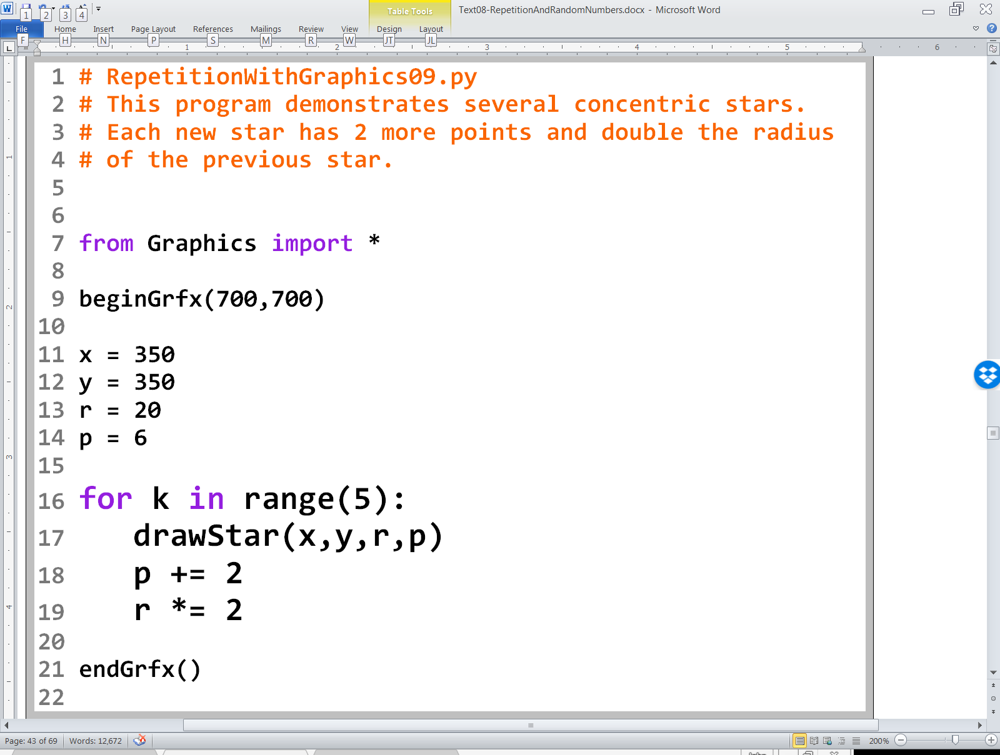 1 2 3 4
Table Tools
Text08-RepetitionAndRandomNumbers.docx - Microsoft Word
File Home Insert Page Layout References Mailings Review View Design Layout
F H N P S M R W JT JL
L 1 2 3 4 5 6
1 # RepetitionWithGraphics09.py
2 # This program demonstrates several concentric stars.
3 # Each new star has 2 more points and double the radius
4 # of the previous star.
5
6
7 from Graphics import *
8
9 beginGrfx(700,700)
10
11 x = 350
12 y = 350
13 r = 20
14 p = 6
15
16 for k in range(5):
17 drawStar(x,y,r,p)
18 p += 2
19 r *= 2
20
21 endGrfx()
22
1
2
3
4
Page: 43 of 69 Words: 12,672 200%